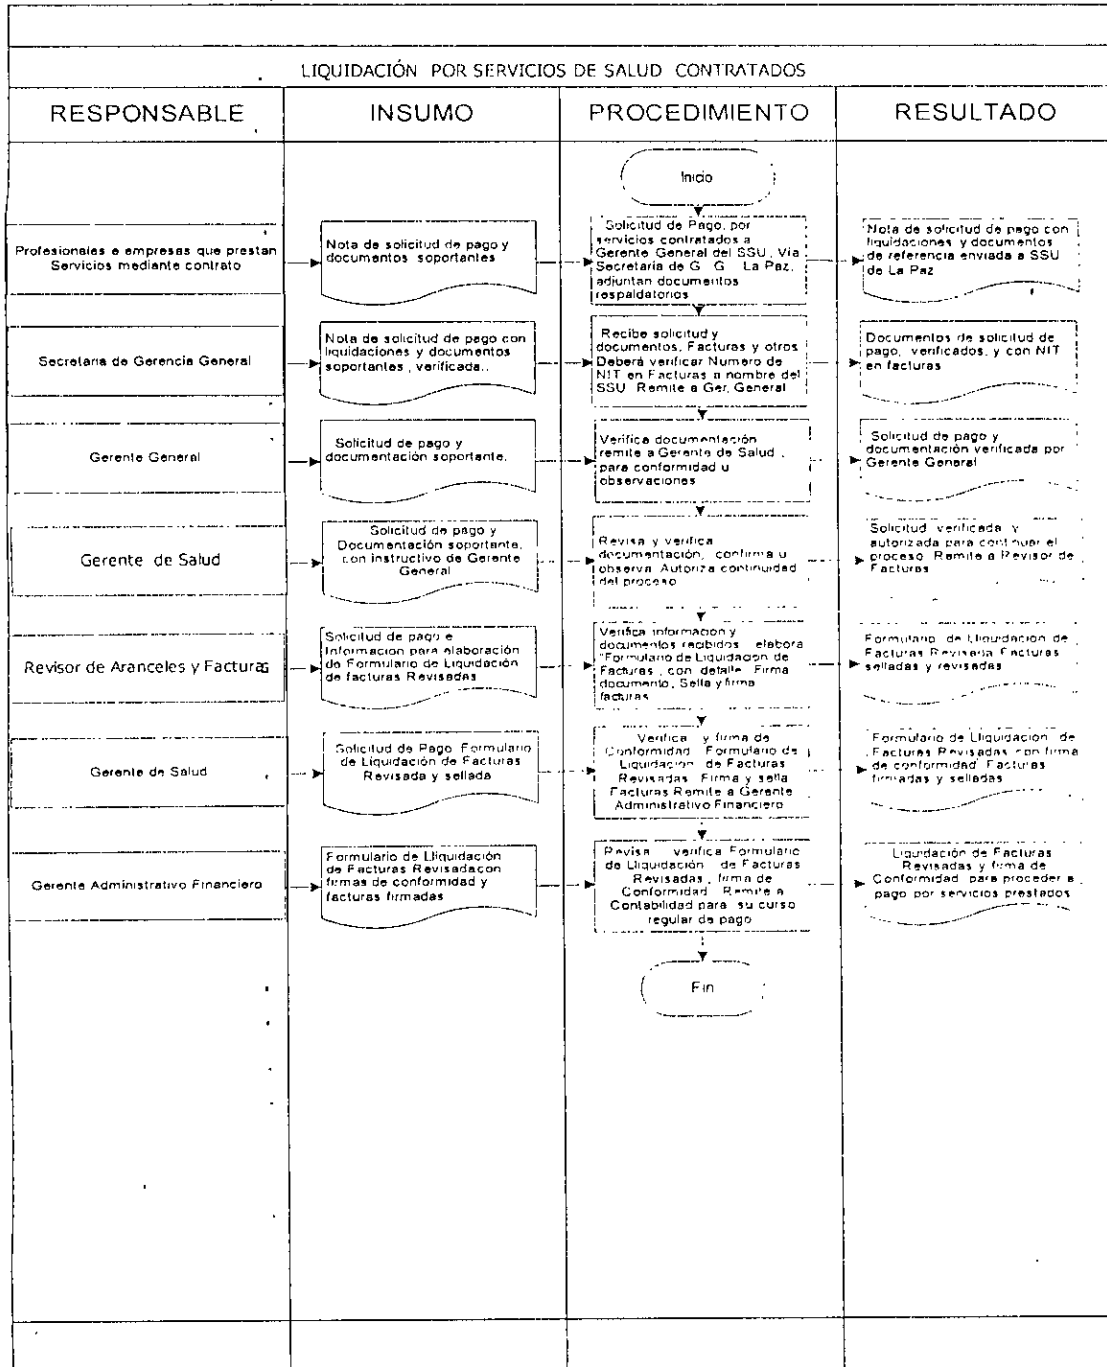 LIQUIDACIÓN POR SERVICIOS DE SALUD CONTRATADOS
RESPONSABLE
INSUMO
PROCEDIMIENTO
RESULTADO
Inicio
Profesionales e empresas que prestan
Servicios mediante contrato
Nota de solicitud de pago y
documentos soportantes
Solicitud de Pago, por
servicios contratados a
Gerente General del SSU, Vía
Secretaria de G G La Paz,
adjuntan documentos
respaldatorios
Nota de solicitud de pago con
liquidaciones y documentos
de referencia enviada a SSU
de La Paz
Secretaria de Gerencia General
Nota de solicitud de pago con
liquidaciones y documentos
soportantes, verificada..
Recibe solicitud y
documentos, Facturas y otros
Deberá verificar Numero de
NIT en Facturas a nombre del
SSU Remite a Ger, General
Documentos de solicitud de
pago, verificados, y con NIT
en facturas
Gerente General
Solicitud de pago y
documentación soportante.
Verifica documentación
remite a Gerente de Salud,
para conformidad u
observaciones
Solicitud de pago y
documentación verificada por
Gerente General
Gerente de Salud
Solicitud de pago y
Documentación soportante,
con instructivo de Gerente
General
Revisa y verifica
documentación, confirma u
observa Autoriza continuidad
del proceso
Solicitud verificada y
autorizada para continuar el
proceso Remite a Revisor de
Facturas
Revisor de Aranceles y Facturas
Solicitud de pago e
Informacion para elaboración
de Formulario de Liquidación
de facturas Revisadas
Verifica informacion y
documentos recibidos elabora
"Formulario de Liquidacion de
Facturas, con detalle Firma
documento, Sella y firma
facturas
Formulario de Lliquidación de
Facturas Revisada Facturas
selladas y revisadas
Gerente de Salud
Solicitud de Pago Formulario
de Liquidación de Facturas
Revisada y sellada
Verifica y firma de
Conformidad Formulario de
Liquidacion de Facturas
Revisadas Firma y sella
Facturas Remite a Gerente
Administrativo Financiero
Formulario de Lliquidación de
Facturas Revisadas con firma
de conformidad Facturas
firmadas y selladas
Gerente Administrativo Financiero
Formulario de Lliquidación
de Facturas Revisadacon
firmas de conformidad y
facturas firmadas
Revisa verifica Formulario
de Lliquidación de Facturas
Revisadas, firma de
Conformidad Remite a
Contabilidad para su curso
regular de pago
Liquidación de Facturas
Revisadas y firma de
Conformidad para proceder a
pago por servicios prestados
Fin